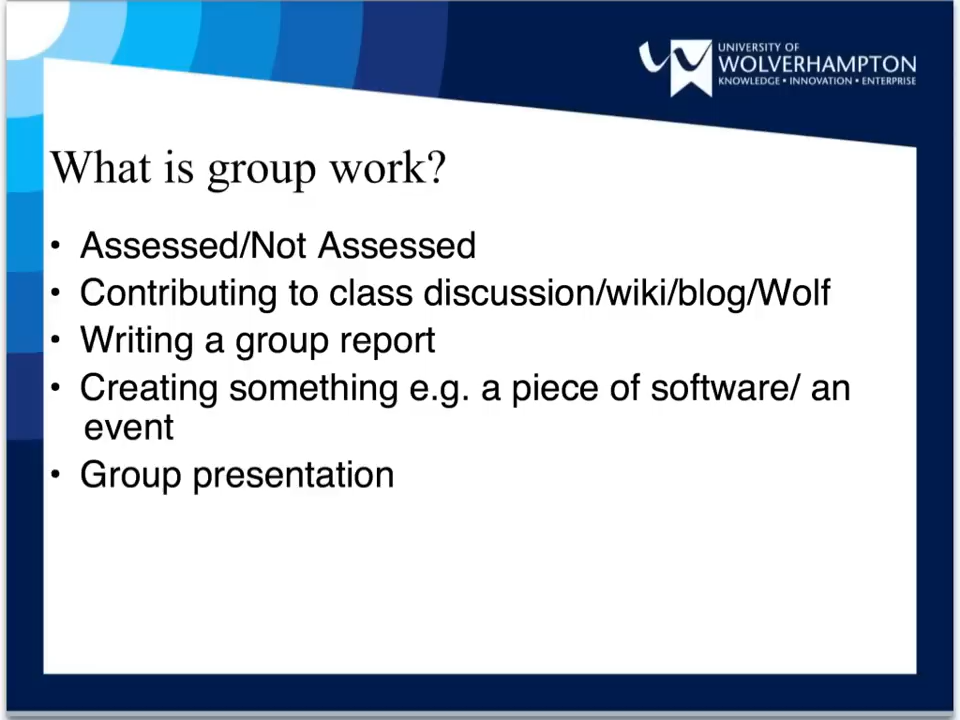 UNIVERSITY OF
WOLVERHAMPTON
KNOWLEDGE • INNOVATION • ENTERPRISE
What is group work?
• Assessed/Not Assessed
• Contributing to class discussion/wiki/blog/Wolf
• Writing a group report
• Creating something e.g. a piece of software/ an
event
• Group presentation